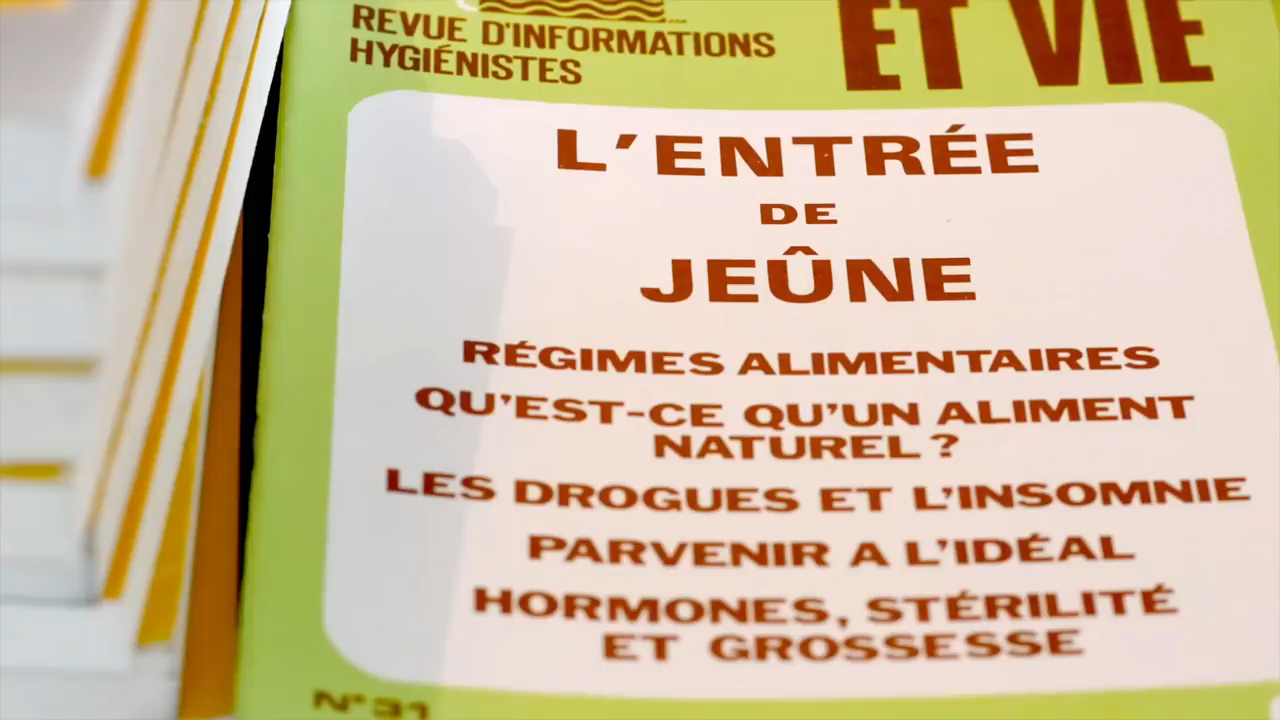 REVUE D'INFORMATIONS
HYGIÉNISTES
ET VIE
L'ENTRÉE
DE
JEÛNE
RÉGIMES ALIMENTAIRES
QU'EST-CE QU'UN ALIMENT
NATUREL ?
LES DROGUES ET L'INSOMNIE
PARVENIR A L'IDÉAL
HORMONES, STÉRILITÉ
ET GROSSESSE
N° 31